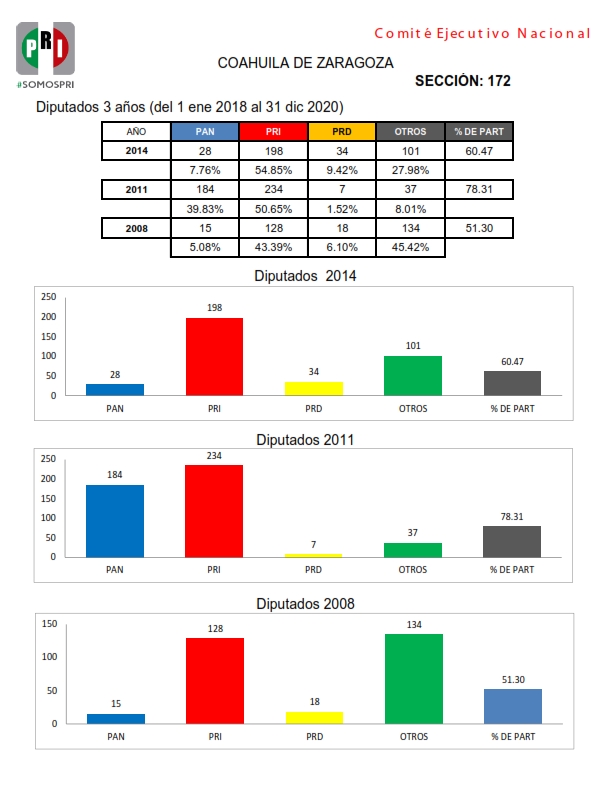 PRI
#SOMOSPRI
Comité Ejecutivo Nacional
COAHUILA DE ZARAGOZA
SECCIÓN: 172
Diputados 3 años (del 1 ene 2018 al 31 dic 2020)
AÑO PAN PRI PRD OTROS % DE PART
2014 28 198 34 101 60.47
7.76% 54.85% 9.42% 27.98%
2011 184 234 7 37 78.31
39.83% 50.65% 1.52% 8.01%
2008 15 128 18 134 51.30
5.08% 43.39% 6.10% 45.42%
Diputados 2014
250
200
150
100
50
0
28
198
34
101
60.47
PAN PRI PRD OTROS % DE PART
Diputados 2011
250
200
150
100
50
0
184
234
7
37
78.31
PAN PRI PRD OTROS % DE PART
Diputados 2008
150
100
50
0
15
128
18
134
51.30
PAN PRI PRD OTROS % DE PART